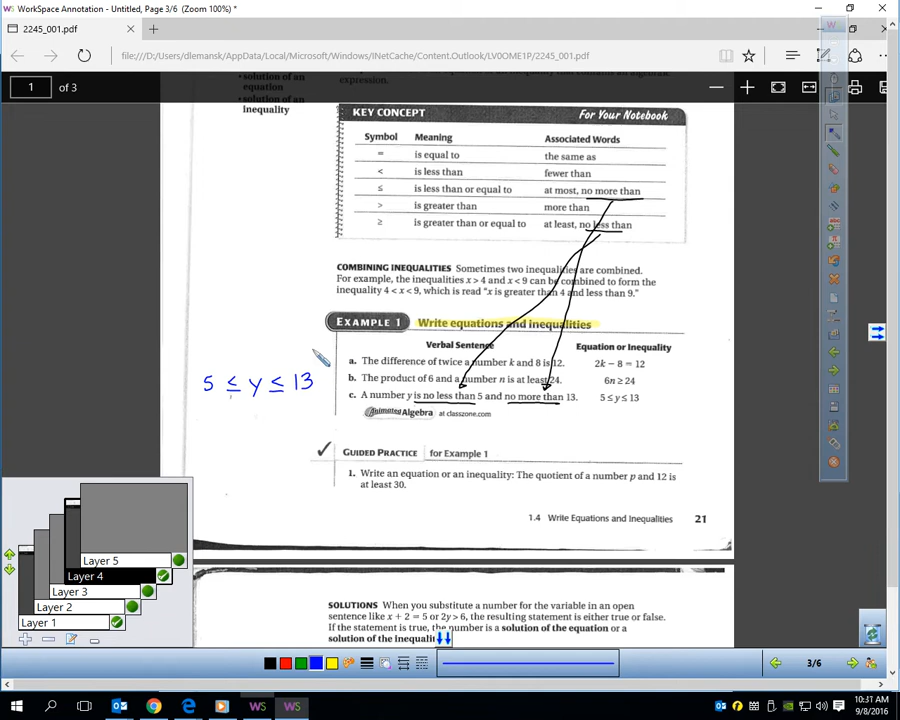 WorkSpace Annotation, Page 3/6 (Zoom 100%) *
2245_001.pdf
file:///D:/Users/dlemansk/AppData/Local/Microsoft/Windows/INetCache/Content.Outlook/LV0OME1P/2245_001.pdf
1 of 3
• solution of an
equation
• solution of an
inequality
expression.
KEY CONCEPT For Your Notebook
Symbol Meaning Associated Words
= is equal to the same as
< is less than fewer than
≤ is less than or equal to at most, no more than
> is greater than more than
≥ is greater than or equal to at least, no less than
COMBINING INEQUALITIES Sometimes two inequalities are combined.
For example, the inequalities x > 4 and x < 9 can be combined to form the
inequality 4 < x < 9, which is read "x is greater than 4 and less than 9."
EXAMPLE 1 Write equations and inequalities
Verbal Sentence Equation or Inequality
a. The difference of twice a number k and 8 is 12. 2k − 8 = 12
b. The product of 6 and a number n is at least 24. 6n ≥ 24
c. A number y is no less than 5 and no more than 13. 5 ≤ y ≤ 13
5 ≤ y ≤ 13
Animated Algebra at classzone.com
✓ GUIDED PRACTICE for Example 1
1. Write an equation or an inequality: The quotient of a number p and 12 is
at least 30.
1.4 Write Equations and Inequalities 21
SOLUTIONS When you substitute a number for the variable in an open
sentence like x + 2 = 5 or 2y > 6, the resulting statement is either true or false.
If the statement is true, the number is a solution of the equation or a
solution of the inequality
Layer 5
Layer 4
Layer 3
Layer 2
Layer 1
3/6
10:31 AM
9/8/2016